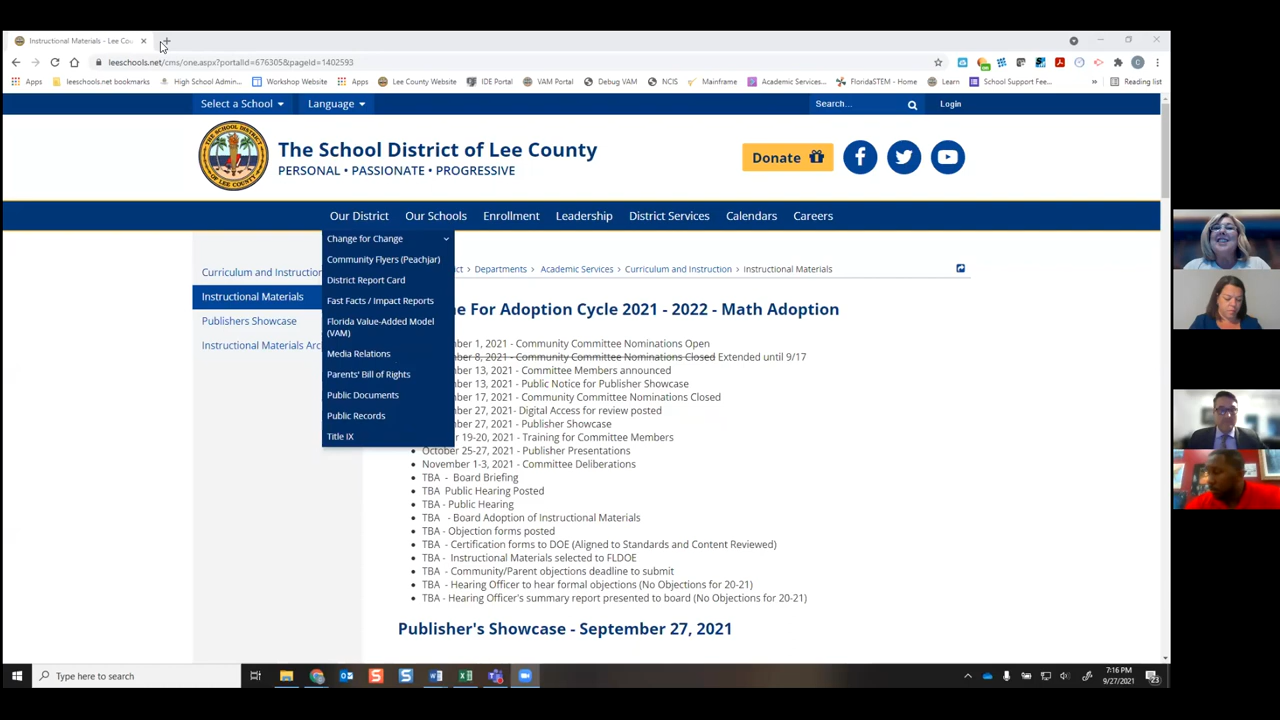 Instructional Materials - Lee Cou
leeschools.net/cms/one.aspx?portalId=676305&pageId=1402593
Apps leeschools.net bookmarks High School Admin... Workshop Website Apps Lee County Website IDE Portal VAM Portal Debug VAM NCIS Mainframe Academic Services... FloridaSTEM - Home Learn School Support Fee... » Reading list
Select a School Language Search... Login
The School District of Lee County
PERSONAL • PASSIONATE • PROGRESSIVE
Donate
Our District Our Schools Enrollment Leadership District Services Calendars Careers
Change for Change
Community Flyers (Peachjar)
District Report Card
Fast Facts / Impact Reports
Florida Value-Added Model
(VAM)
Media Relations
Parents' Bill of Rights
Public Documents
Public Records
Title IX
Curriculum and Instruction
Instructional Materials
Publishers Showcase
Instructional Materials Arc
ct > Departments > Academic Services > Curriculum and Instruction > Instructional Materials
e For Adoption Cycle 2021 - 2022 - Math Adoption
mber 1, 2021 - Community Committee Nominations Open
mber 8, 2021 - Community Committee Nominations Closed Extended until 9/17
mber 13, 2021 - Committee Members announced
mber 13, 2021 - Public Notice for Publisher Showcase
mber 17, 2021 - Community Committee Nominations Closed
mber 27, 2021- Digital Access for review posted
mber 27, 2021 - Publisher Showcase
r 19-20, 2021 - Training for Committee Members
October 25-27, 2021 - Publisher Presentations
November 1-3, 2021 - Committee Deliberations
TBA - Board Briefing
TBA Public Hearing Posted
TBA - Public Hearing
TBA - Board Adoption of Instructional Materials
TBA - Objection forms posted
TBA - Certification forms to DOE (Aligned to Standards and Content Reviewed)
TBA - Instructional Materials selected to FLDOE
TBA - Community/Parent objections deadline to submit
TBA - Hearing Officer to hear formal objections (No Objections for 20-21)
TBA - Hearing Officer's summary report presented to board (No Objections for 20-21)
Publisher's Showcase - September 27, 2021
Type here to search
7:16 PM
9/27/2021